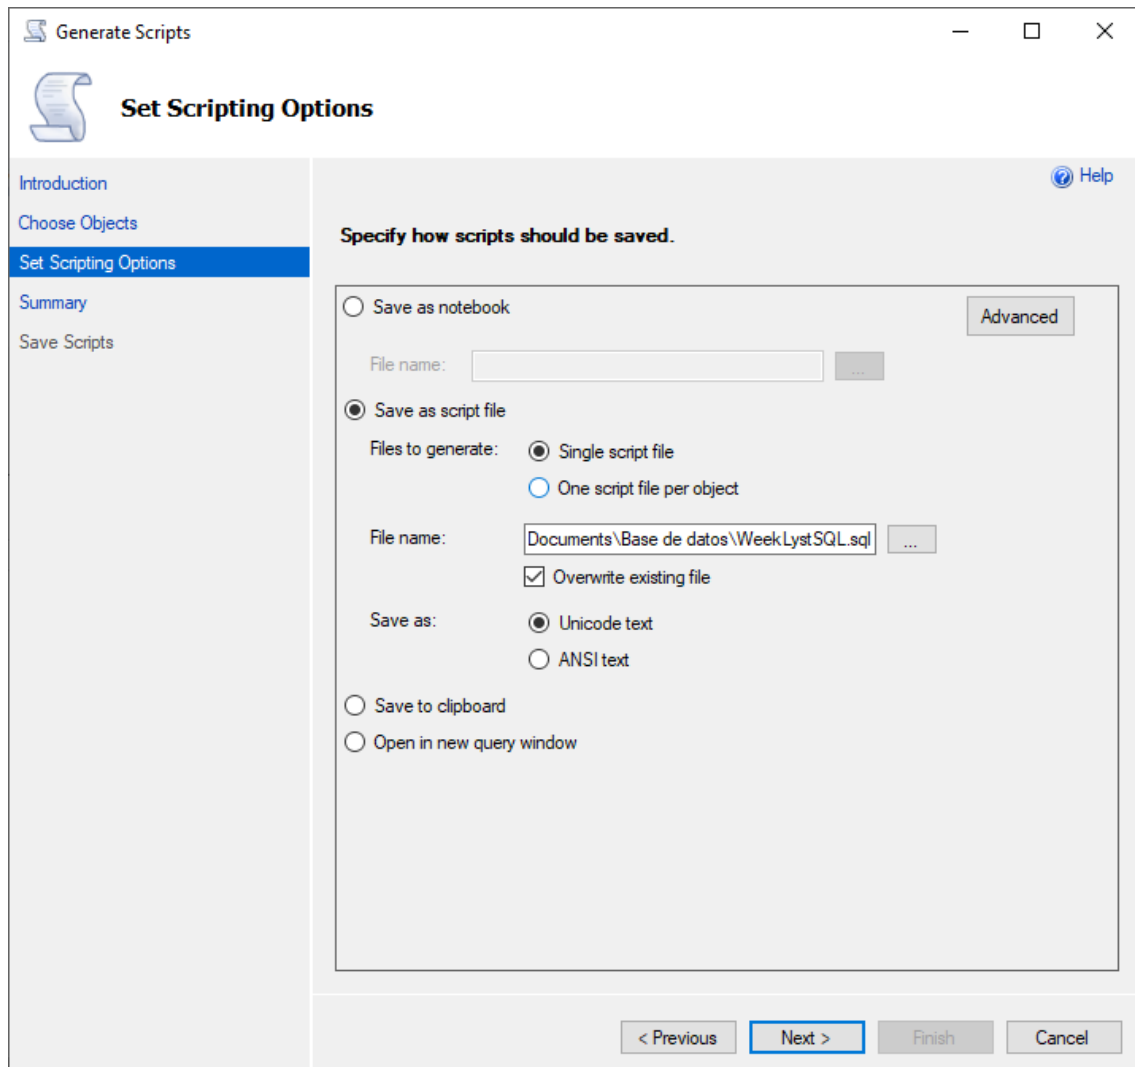 Generate Scripts
Set Scripting Options
Introduction
Choose Objects
Set Scripting Options
Summary
Save Scripts
Help
Specify how scripts should be saved.
Save as notebook
Advanced
File name:
...
Save as script file
Files to generate:
Single script file
One script file per object
File name:
Documents\Base de datos\WeekLystSQL.sql
...
Overwrite existing file
Save as:
Unicode text
ANSI text
Save to clipboard
Open in new query window
< Previous
Next >
Finish
Cancel